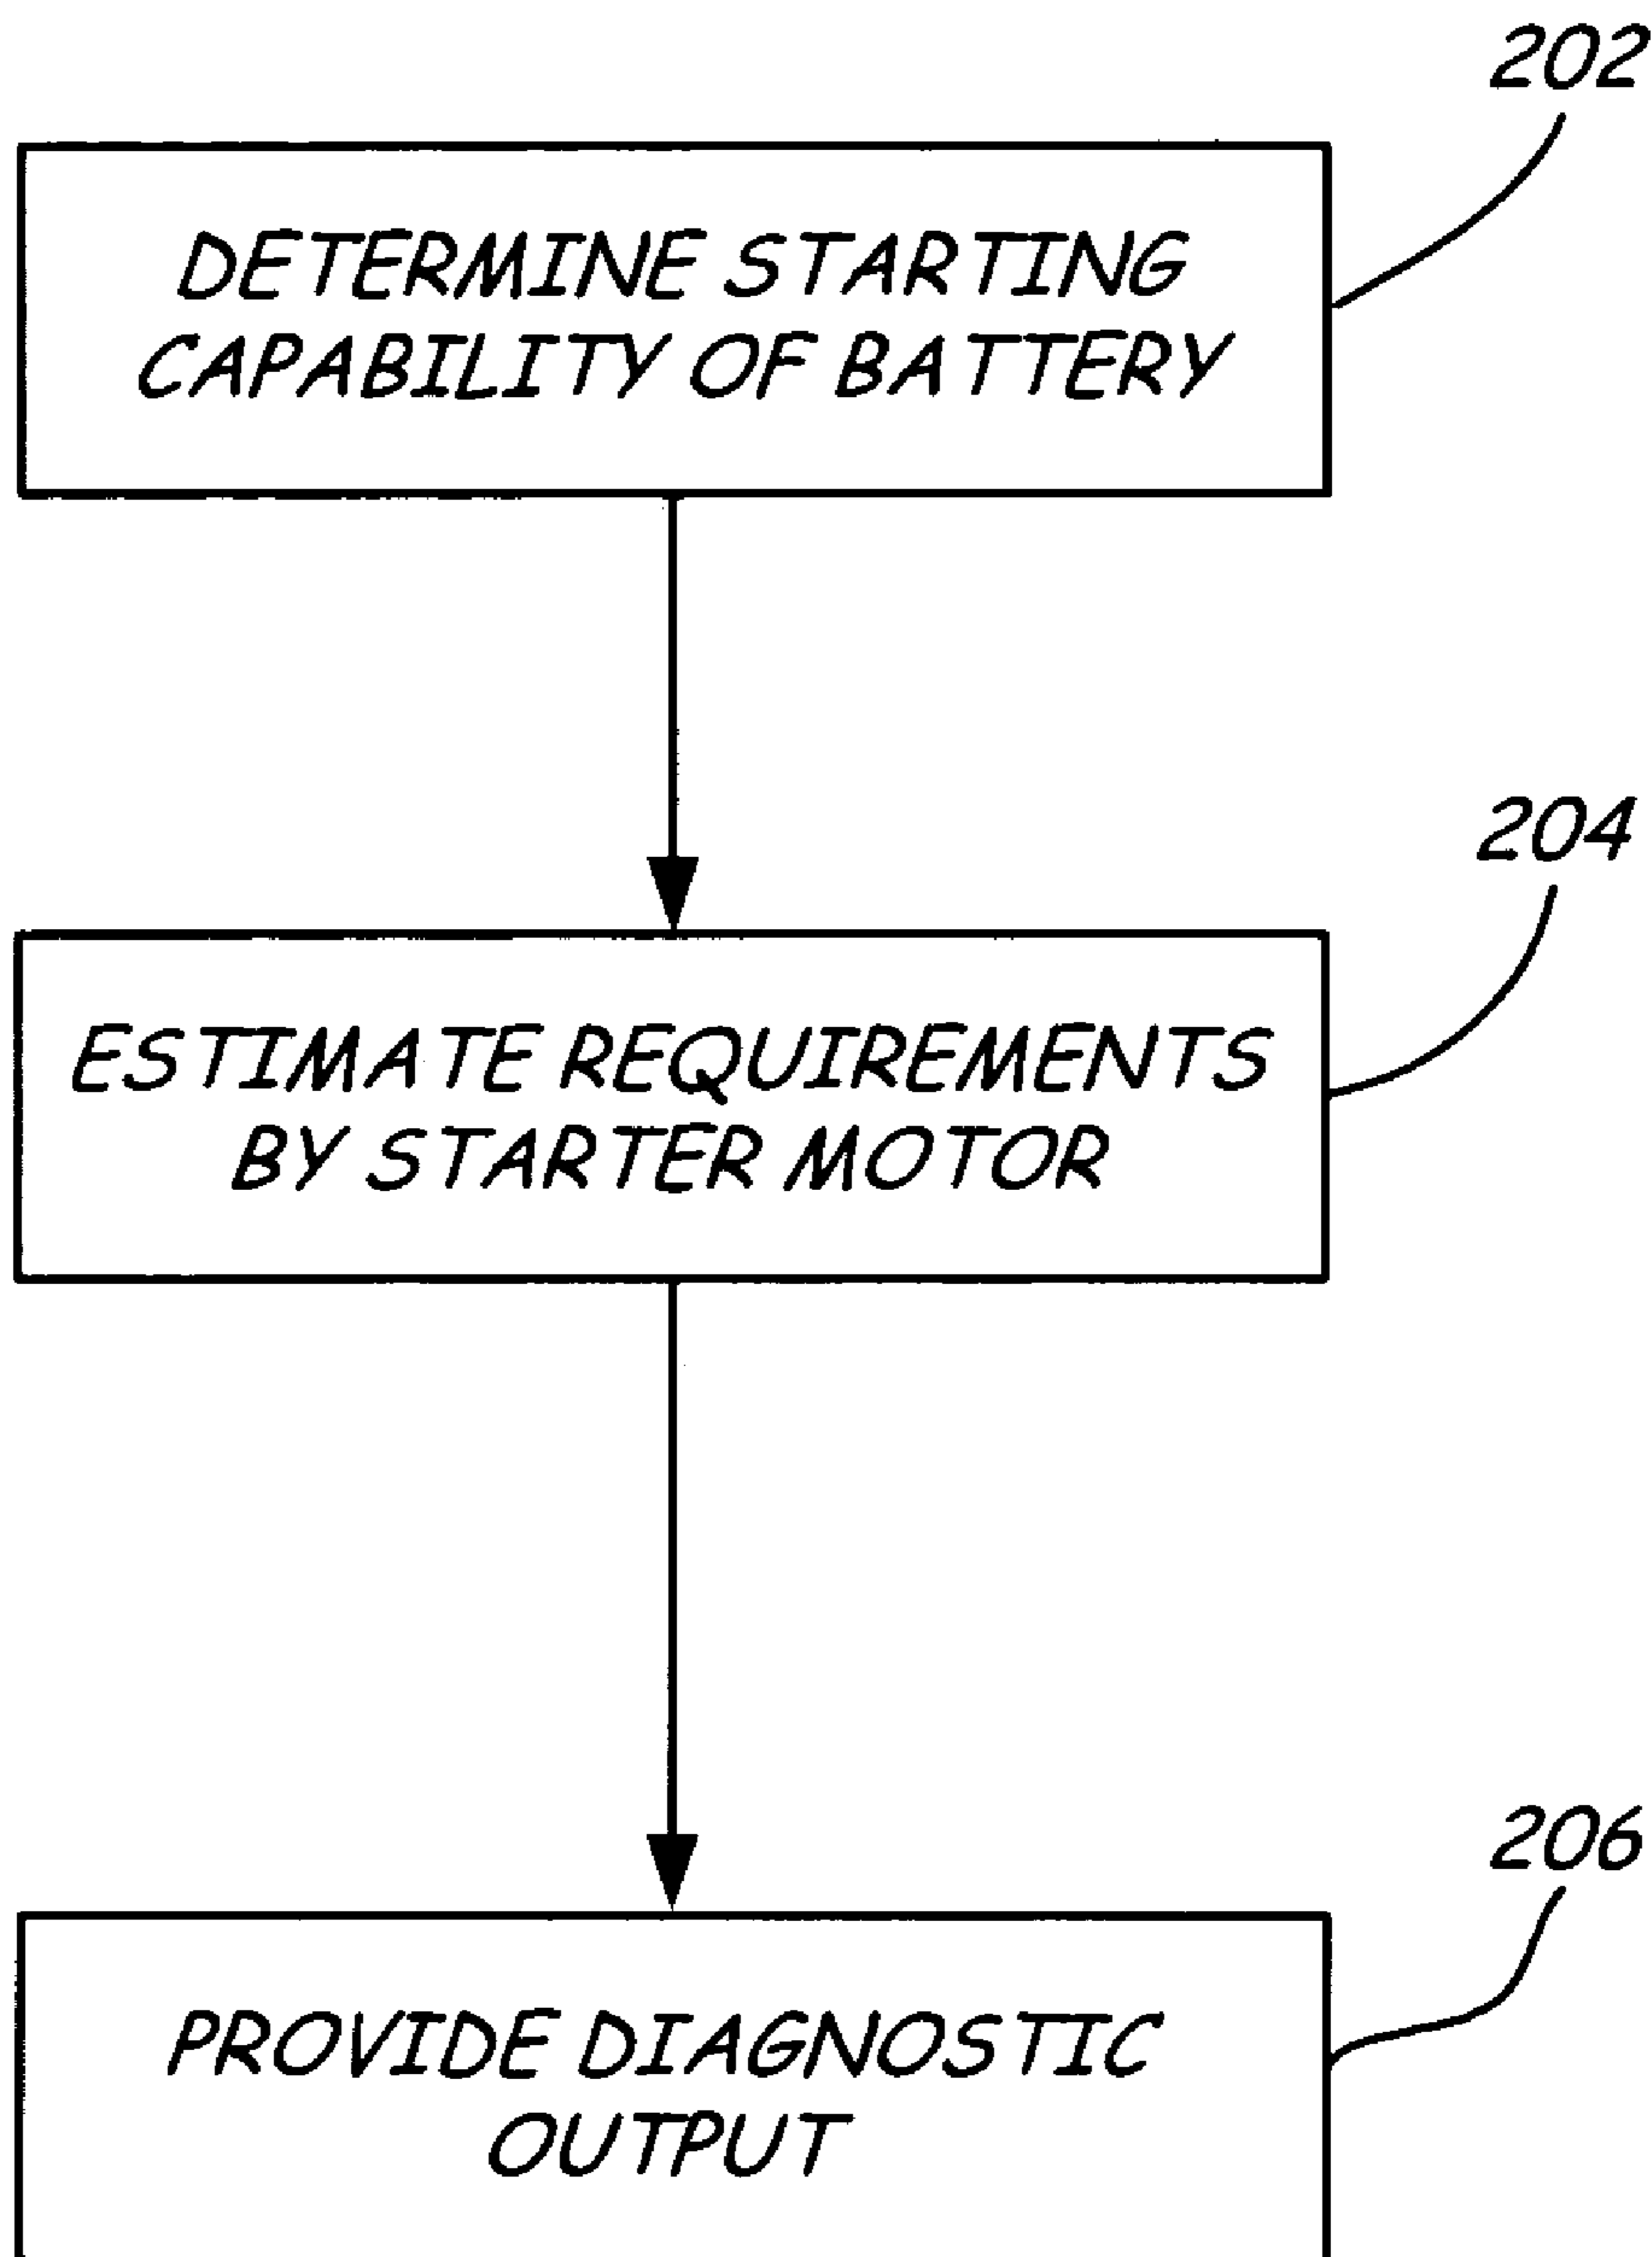 202
DETERMINE STARTING
CAPABILITY OF BATTERY
204
ESTIMATE REQUIREMENTS
BY STARTER MOTOR
206
PROVIDE DIAGNOSTIC
OUTPUT